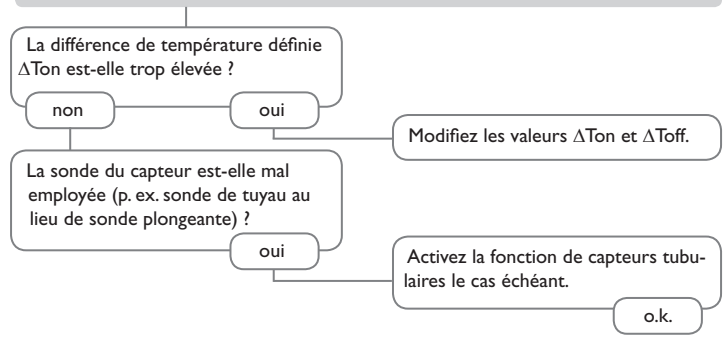 La différence de température définie
ΔTon est-elle trop élevée ?
non
oui
Modifiez les valeurs ΔTon et ΔToff.
La sonde du capteur est-elle mal
employée (p. ex. sonde de tuyau au
lieu de sonde plongeante) ?
oui
Activez la fonction de capteurs tubu-
laires le cas échéant.
o.k.